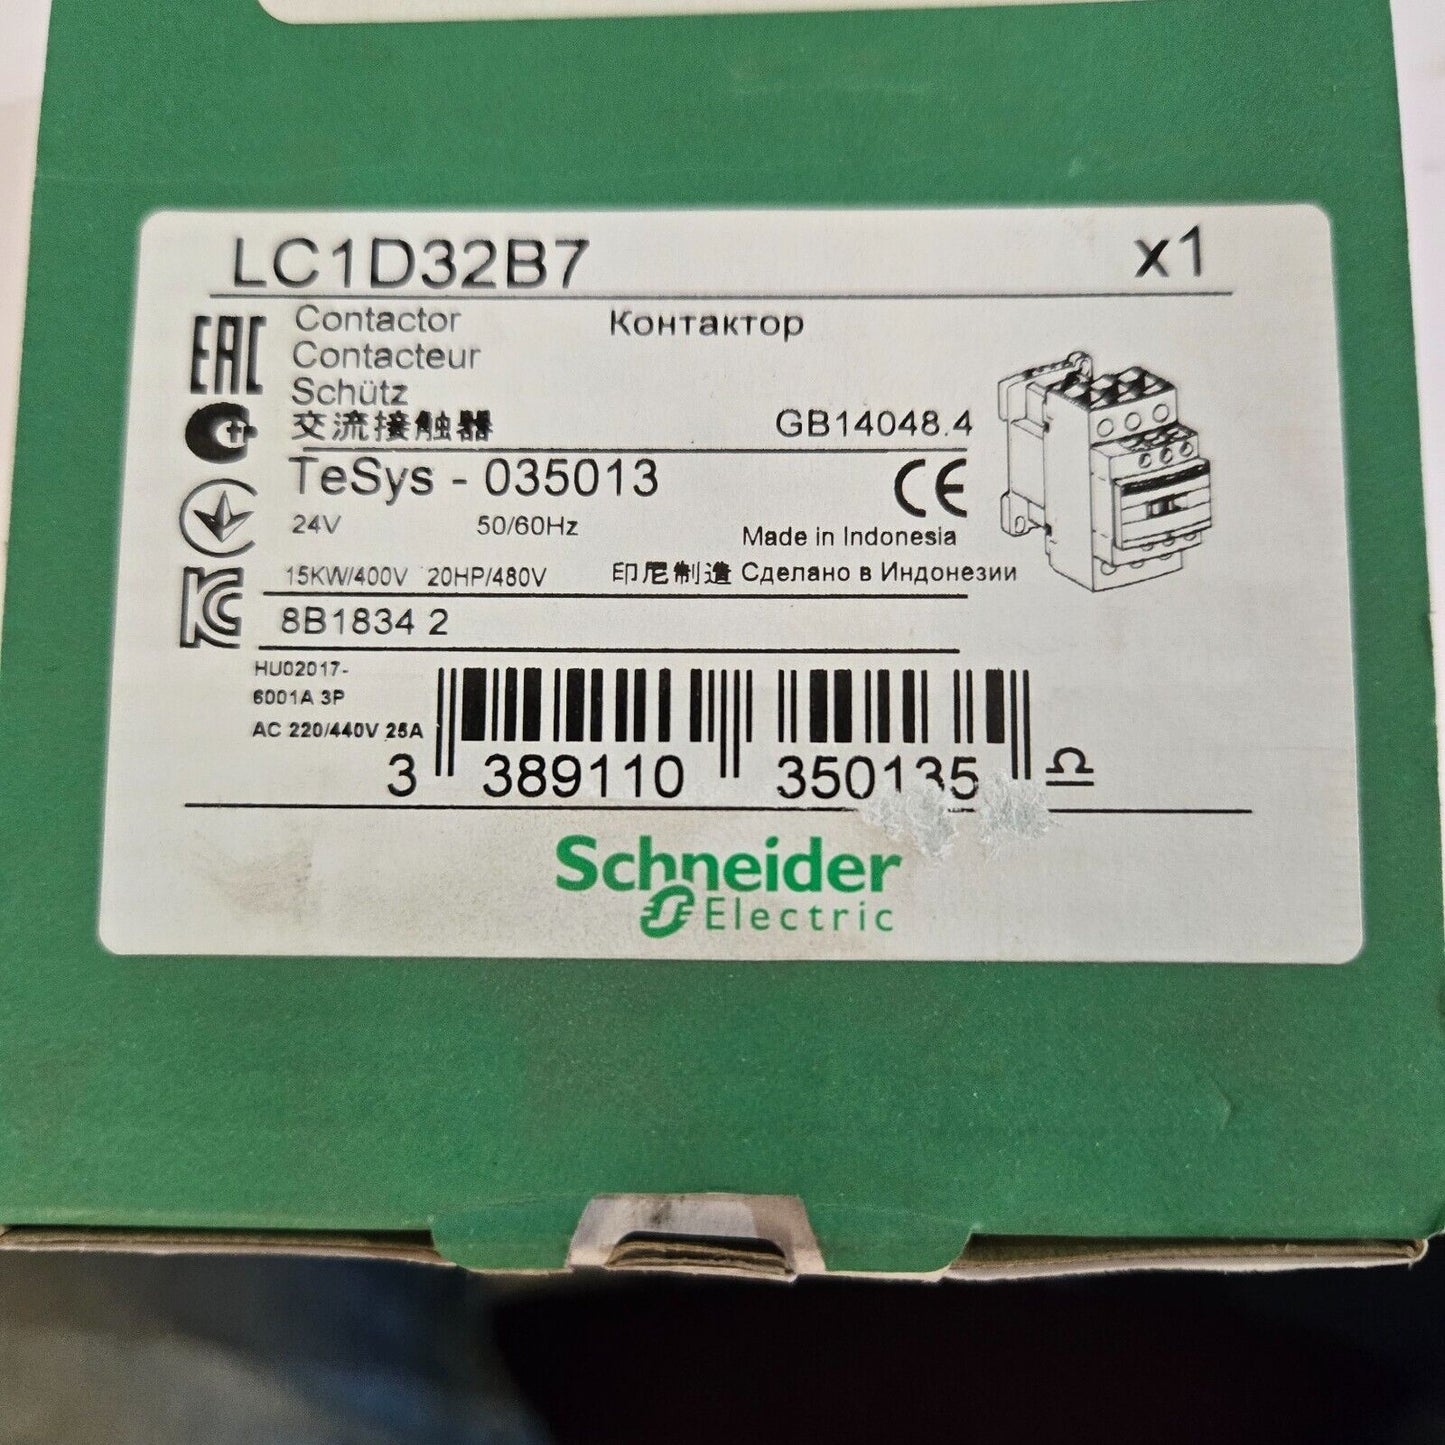 LC1D32B7 x1
Contactor Контактор
Contacteur
Schütz
交流接触器 GB14048.4
TeSys - 035013 CE
24V 50/60Hz Made in Indonesia
15KW/400V 20HP/480V 印尼制造 Сделано в Индонезии
8B1834 2
HU02017-
6001A 3P
AC 220/440V 25A
3 389110 350135
Schneider
Electric
EAC